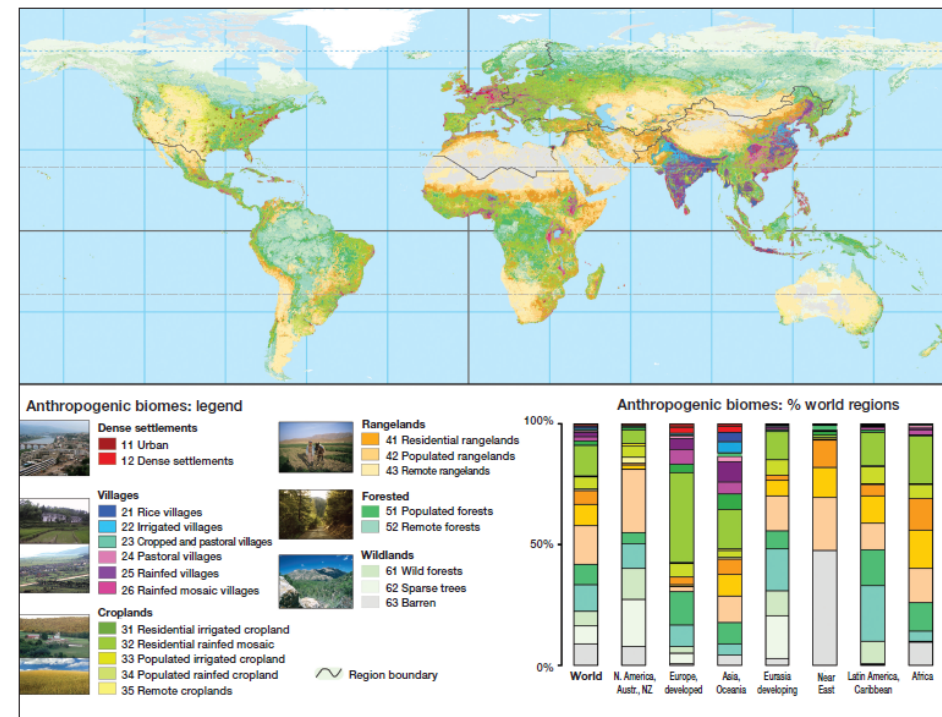 Anthropogenic biomes: legend
Dense settlements
11 Urban
12 Dense settlements
Villages
21 Rice villages
22 Irrigated villages
23 Cropped and pastoral villages
24 Pastoral villages
25 Rainfed villages
26 Rainfed mosaic villages
Croplands
31 Residential irrigated cropland
32 Residential rainfed mosaic
33 Populated irrigated cropland
34 Populated rainfed cropland
35 Remote croplands
Rangelands
41 Residential rangelands
42 Populated rangelands
43 Remote rangelands
Forested
51 Populated forests
52 Remote forests
Wildlands
61 Wild forests
62 Sparse trees
63 Barren
Region boundary
Anthropogenic biomes: % world regions
100%
50%
0%
World
N. America,
Austr., NZ
Europe,
developed
Asia,
Oceania
Eurasia
developing
Near
East
Latin America,
Caribbean
Africa